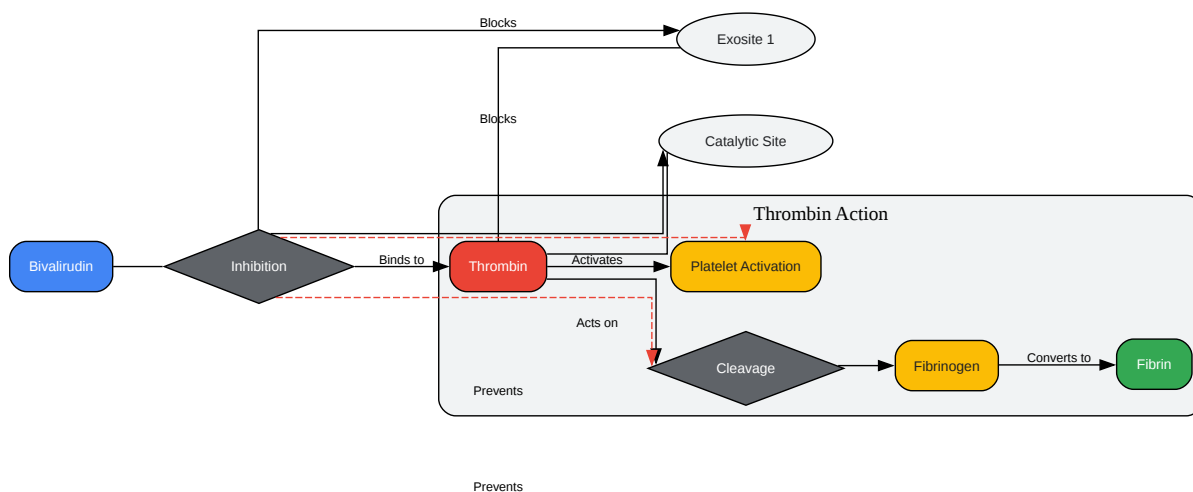 Blocks
Exosite 1
Blocks
Catalytic Site
Thrombin Action
Bivalirudin
Inhibition
Binds to
Thrombin
Activates
Platelet Activation
Acts on
Cleavage
Fibrinogen
Converts to
Fibrin
Prevents
Prevents